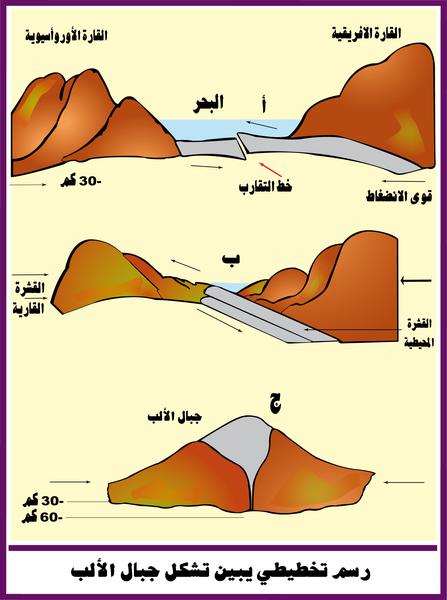 القارة الافريقية
القارة الأوروأسيوية
أ
البحر
30- كم
خط التقارب
قوى الانضغاط
ب
القشرة
القارية
القشرة
المحيطية
ج
جبال الألب
30- كم
60- كم
رسم تخطيطي يبين تشكل جبال الألب